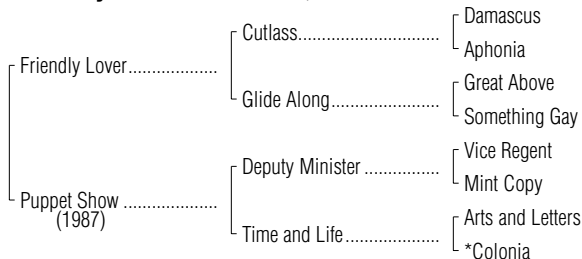 Damascus
Cutlass
Aphonia
Friendly Lover
Great Above
Glide Along
Something Gay
Vice Regent
Deputy Minister
Mint Copy
Puppet Show
(1987)
Arts and Letters
Time and Life
*Colonia